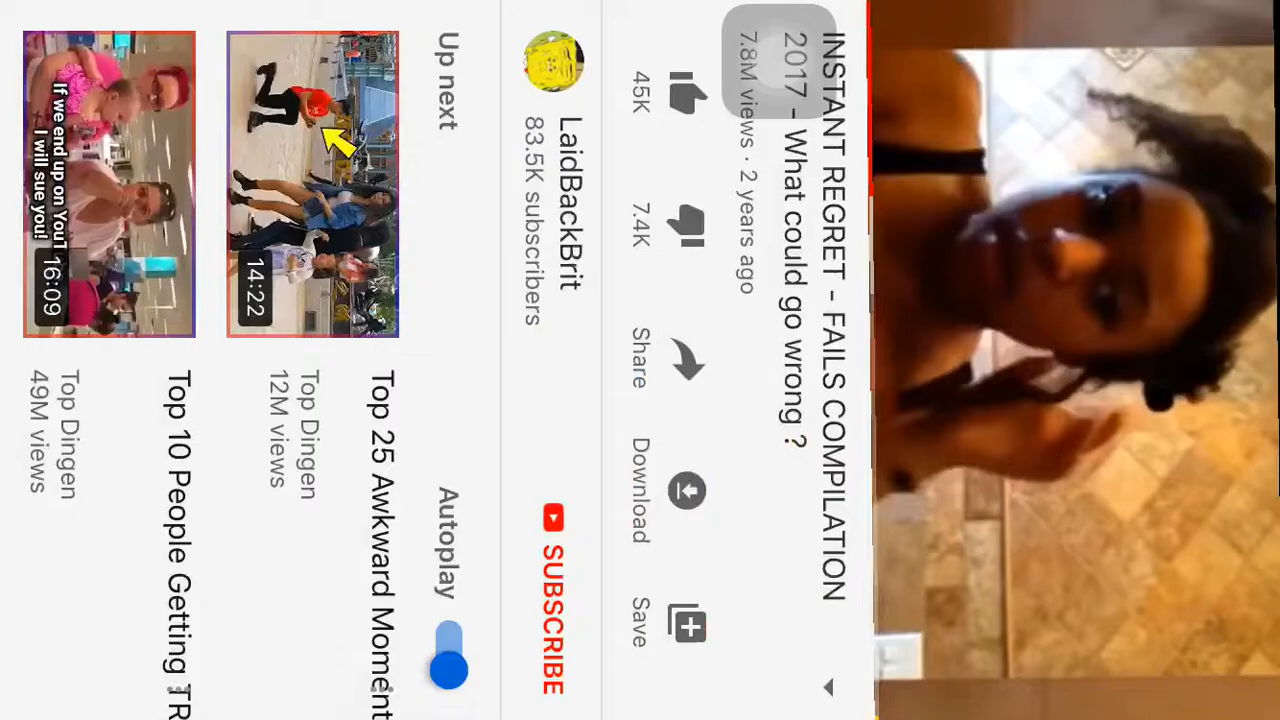 INSTANT REGRET - FAILS COMPILATION
2017 - What could go wrong ?
7.8M views · 2 years ago
45K
7.4K
Share
Download
Save
LaidBackBrit
83.5K subscribers
SUBSCRIBE
Up next
Autoplay
14:22
Top 25 Awkward Moment
Top Dingen
12M views
If we end up on YouT
I will sue you!
16:09
Top 10 People Getting TR
Top Dingen
49M views